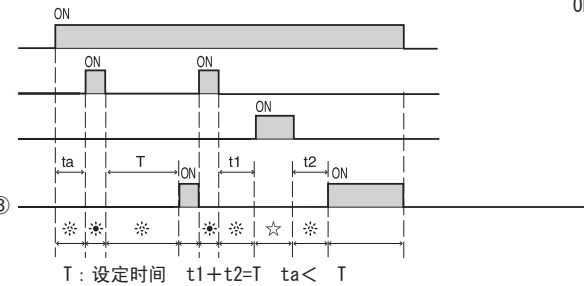 ON
ON ON
ON
ta T t1 t2
ON ON
T：设定时间 t1＋t2=T ta＜ T